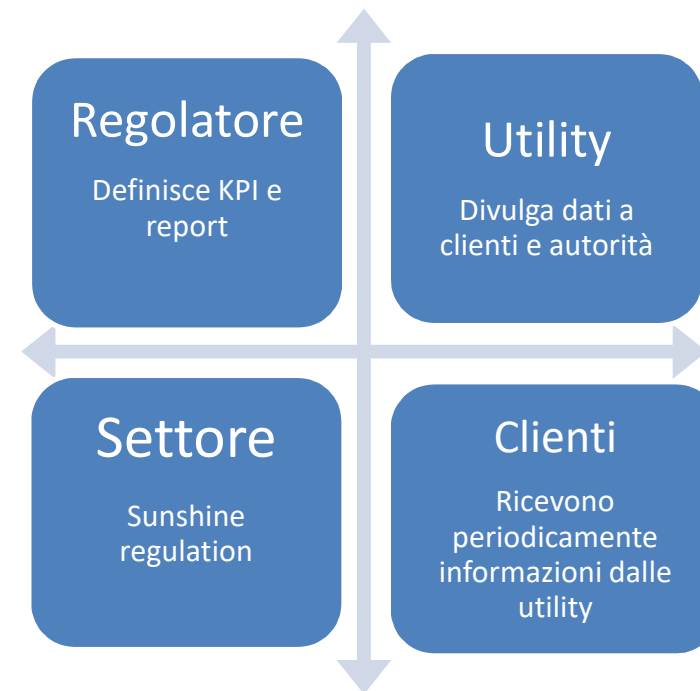 Regolatore
Definisce KPI e
report
Utility
Divulga dati a
clienti e autorità
Settore
Sunshine
regulation
Clienti
Ricevono
periodicamente
informazioni dalle
utility